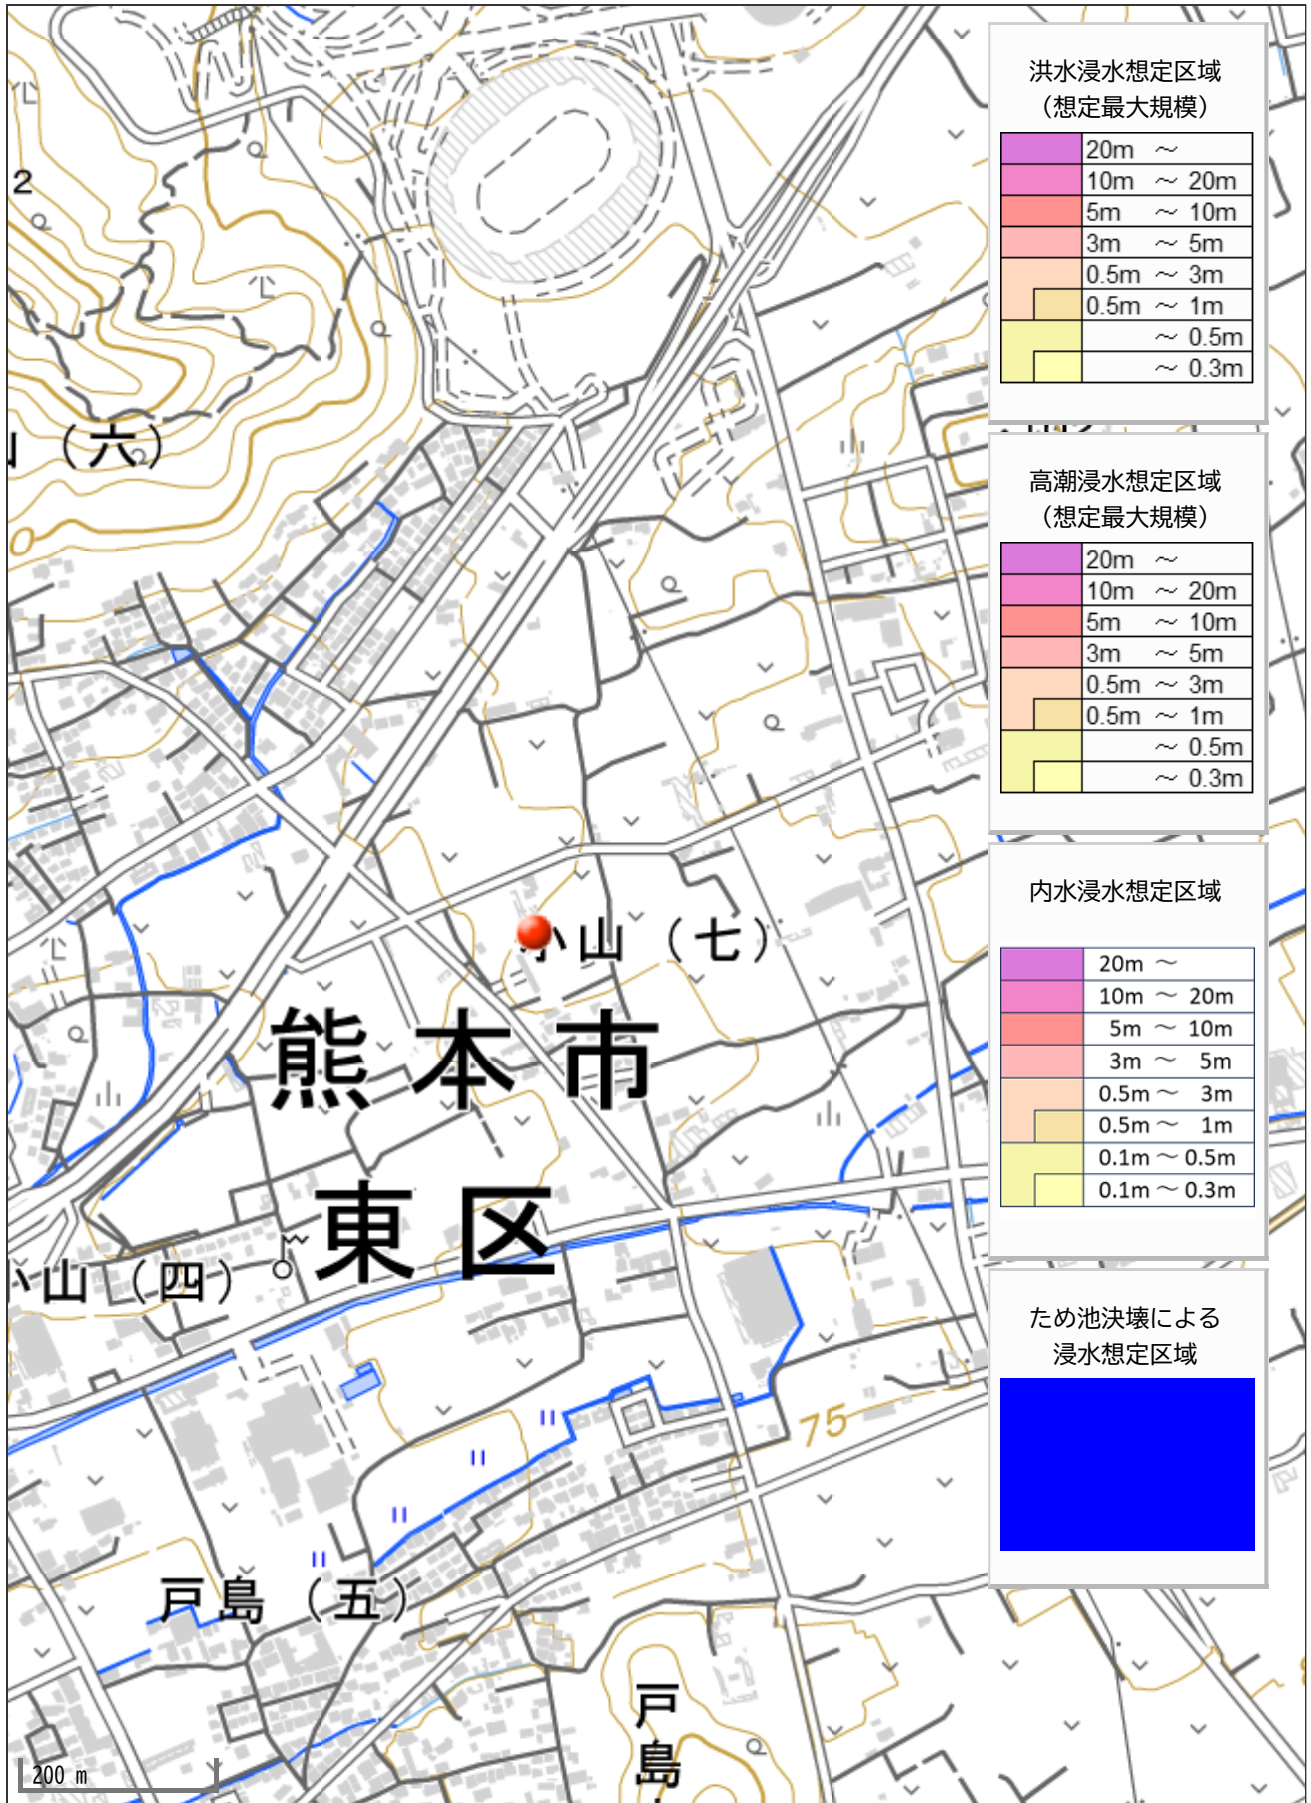 2
山（六）
小山（七）
熊本市
東区
小山（四）
75
戸島（五）
戸
島
200 m
洪水浸水想定区域
（想定最大規模）
20m ～
10m ～ 20m
5m ～ 10m
3m ～ 5m
0.5m ～ 3m
0.5m ～ 1m
～ 0.5m
～ 0.3m
高潮浸水想定区域
（想定最大規模）
20m ～
10m ～ 20m
5m ～ 10m
3m ～ 5m
0.5m ～ 3m
0.5m ～ 1m
～ 0.5m
～ 0.3m
内水浸水想定区域
20m ～
10m ～ 20m
5m ～ 10m
3m ～ 5m
0.5m ～ 3m
0.5m ～ 1m
0.1m ～ 0.5m
0.1m ～ 0.3m
ため池決壊による
浸水想定区域